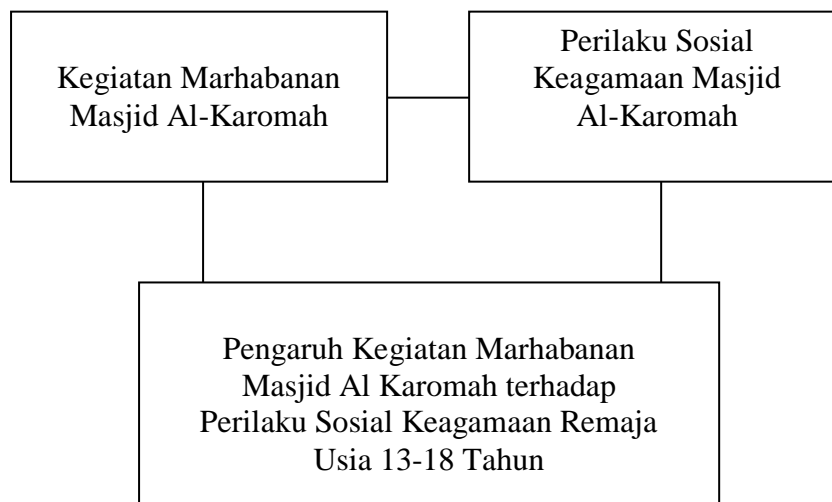 Kegiatan Marhabanan
Masjid Al-Karomah
Perilaku Sosial
Keagamaan Masjid
Al-Karomah
Pengaruh Kegiatan Marhabanan
Masjid Al Karomah terhadap
Perilaku Sosial Keagamaan Remaja
Usia 13-18 Tahun